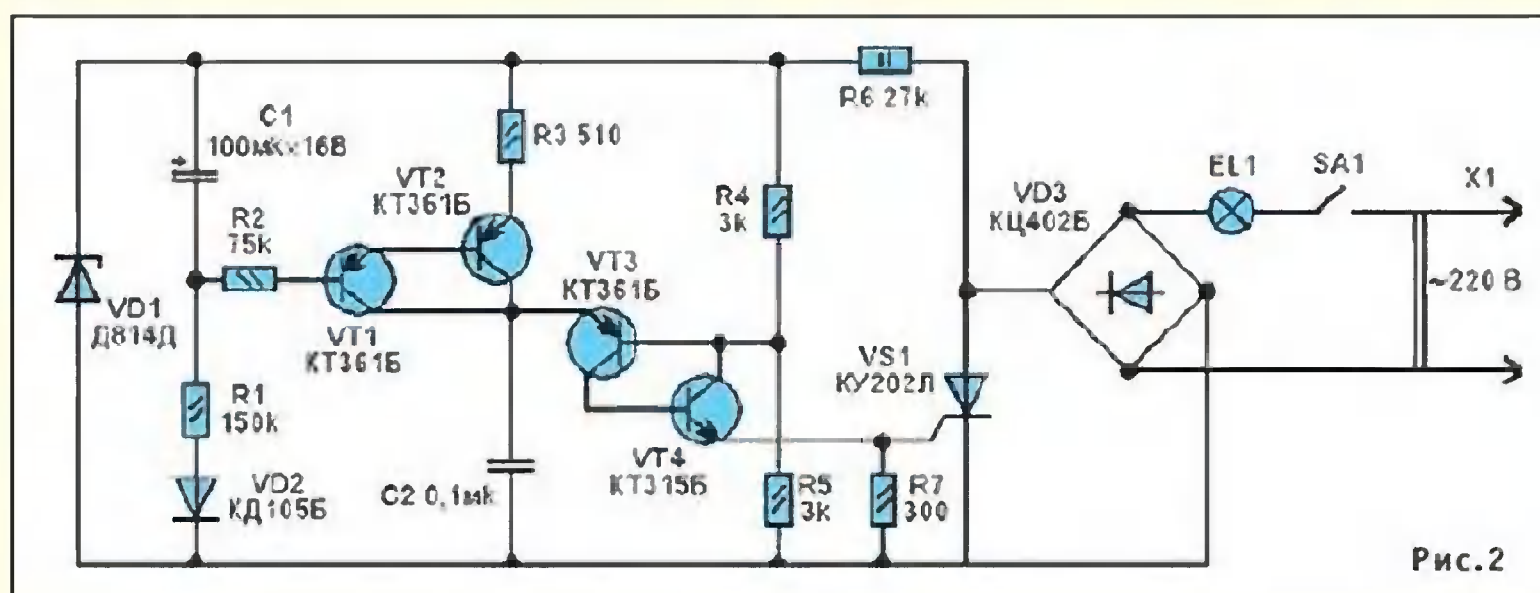 C1
100мк×16В
R2
75k
VT2
КТ361Б
R3 510
R4
3k
R6 27k
VD3
КЦ402Б
EL1
SA1
X1
~220 В
VD1
Д814Д
VT1
КТ361Б
VT3
КТ361Б
VS1
КУ202Л
R1
150k
VD2
КД105Б
C2 0,1мк
VT4
КТ315Б
R5
3k
R7
300
Рис.2